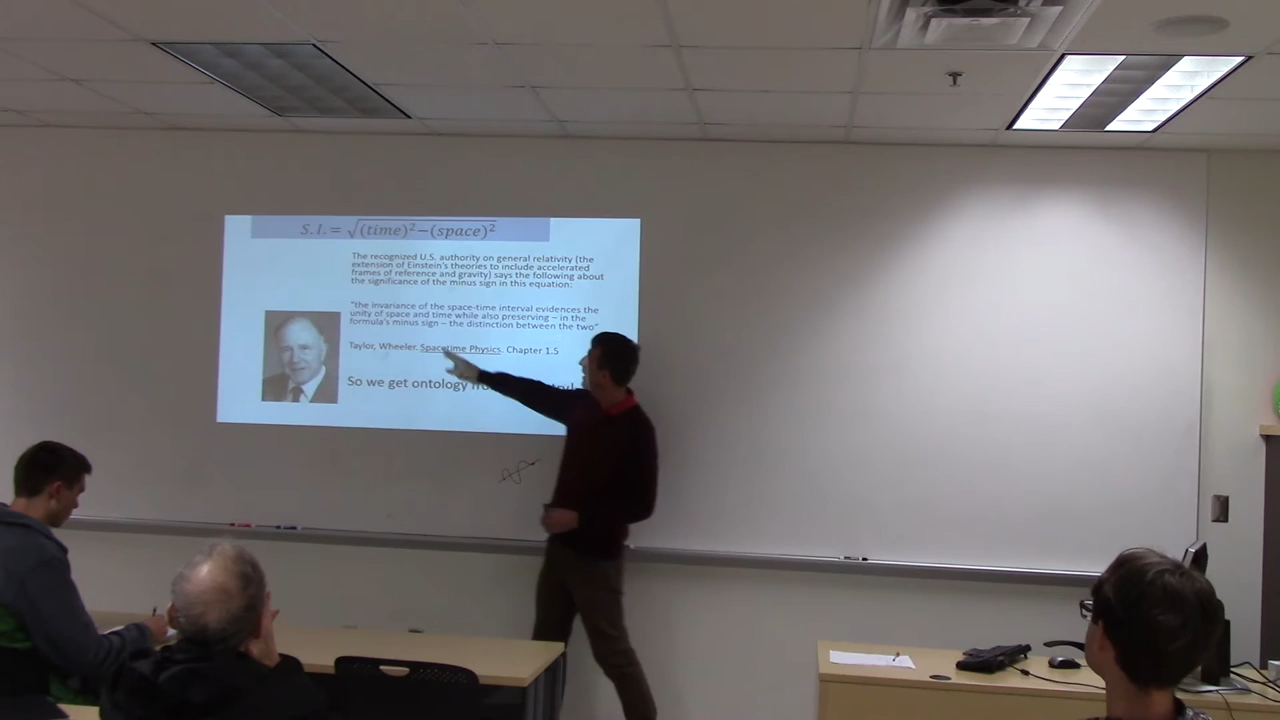 S.I. = √(time)²−(space)²
The recognized U.S. authority on general relativity (the
extension of Einstein's theories to include accelerated
frames of reference and gravity) says the following about
the significance of the minus sign in this equation:
"the invariance of the space-time interval evidences the
unity of space and time while also preserving – in the
formula's minus sign – the distinction between the two"
Taylor, Wheeler. Spacetime Physics. Chapter 1.5
So we get ontology